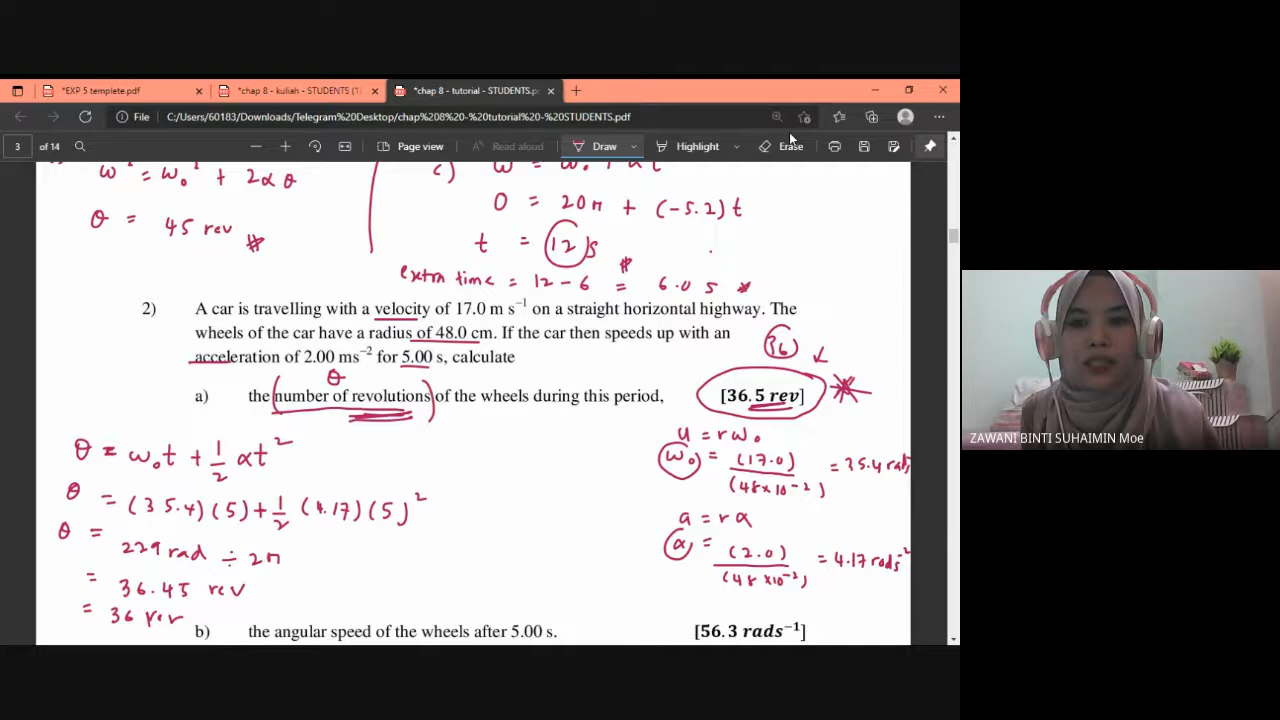 *EXP 5 templete.pdf
*chap 8 - kuliah - STUDENTS (1)
*chap 8 - tutorial - STUDENTS.p
File
C:/Users/60183/Downloads/Telegram%20Desktop/chap%208%20-%20tutorial%20-%20STUDENTS.pdf
3 of 14
Page view
Read aloud
Draw
Highlight
Erase
ω² = ω₀² + 2αθ
θ = 45 rev
c) ω = ω₀ + αt
0 = 20π + (-5.2)t
t = 12 s
extra time = 12 - 6 = 6.0 s
2) A car is travelling with a velocity of 17.0 m s⁻¹ on a straight horizontal highway. The
wheels of the car have a radius of 48.0 cm. If the car then speeds up with an
acceleration of 2.00 ms⁻² for 5.00 s, calculate
36
θ
a) the number of revolutions of the wheels during this period, [36.5 rev]
θ = ω₀t + 1/2 αt²
θ = (35.4)(5) + 1/2 (4.17)(5)²
θ =
229 rad ÷ 2π
= 36.45 rev
= 36 rev
u = rω₀
ω₀ = (17.0) / (48×10⁻²) = 35.4 rads
a = rα
α = (2.0) / (48×10⁻²) = 4.17 rads⁻²
b) the angular speed of the wheels after 5.00 s. [56.3 rads⁻¹]
ZAWANI BINTI SUHAIMIN Moe